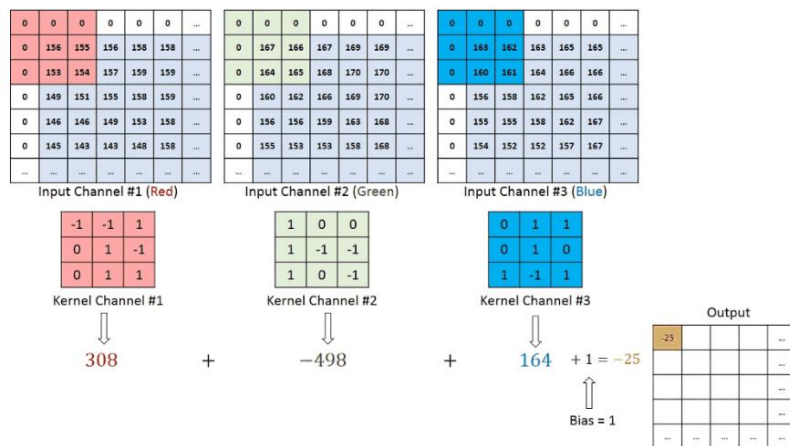 0 0 0 0 0 0 ...
0 156 155 156 158 158 ...
0 153 154 157 159 159 ...
0 149 151 155 158 159 ...
0 146 146 149 153 158 ...
0 145 143 143 148 158 ...
... ... ... ... ... ... ...
Input Channel #1 (Red)
0 0 0 0 0 0 ...
0 167 166 167 169 169 ...
0 164 165 168 170 170 ...
0 160 162 166 169 170 ...
0 156 156 159 163 168 ...
0 155 153 153 158 168 ...
... ... ... ... ... ... ...
Input Channel #2 (Green)
0 0 0 0 0 0 ...
0 163 162 163 165 165 ...
0 160 161 164 166 166 ...
0 156 158 162 165 166 ...
0 155 155 158 162 167 ...
0 154 152 152 157 167 ...
... ... ... ... ... ... ...
Input Channel #3 (Blue)
-1 -1 1
0 1 -1
0 1 1
Kernel Channel #1
1 0 0
1 -1 -1
1 0 -1
Kernel Channel #2
0 1 1
0 1 0
1 -1 1
Kernel Channel #3
308 + −498 + 164 + 1 = −25
Bias = 1
Output
-25 ...
...
...
...
... ... ... ... ...